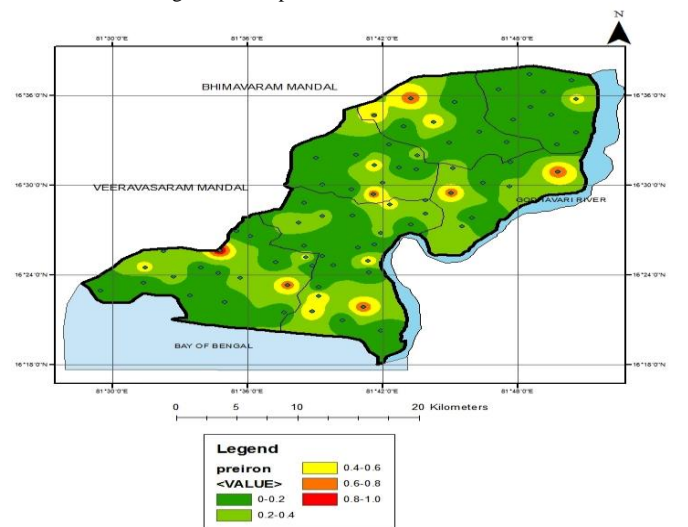 N
81°30'0"E 81°36'0"E 81°42'0"E 81°48'0"E
BHIMAVARAM MANDAL
16°36'0"N 16°36'0"N
VEERAVASARAM MANDAL
16°30'0"N 16°30'0"N
GODHAVARI RIVER
16°24'0"N 16°24'0"N
BAY OF BENGAL
16°18'0"N 16°18'0"N
81°30'0"E 81°36'0"E 81°42'0"E 81°48'0"E
0 5 10 20 Kilometers
Legend
preiron
<VALUE>
0-0.2
0.2-0.4
0.4-0.6
0.6-0.8
0.8-1.0